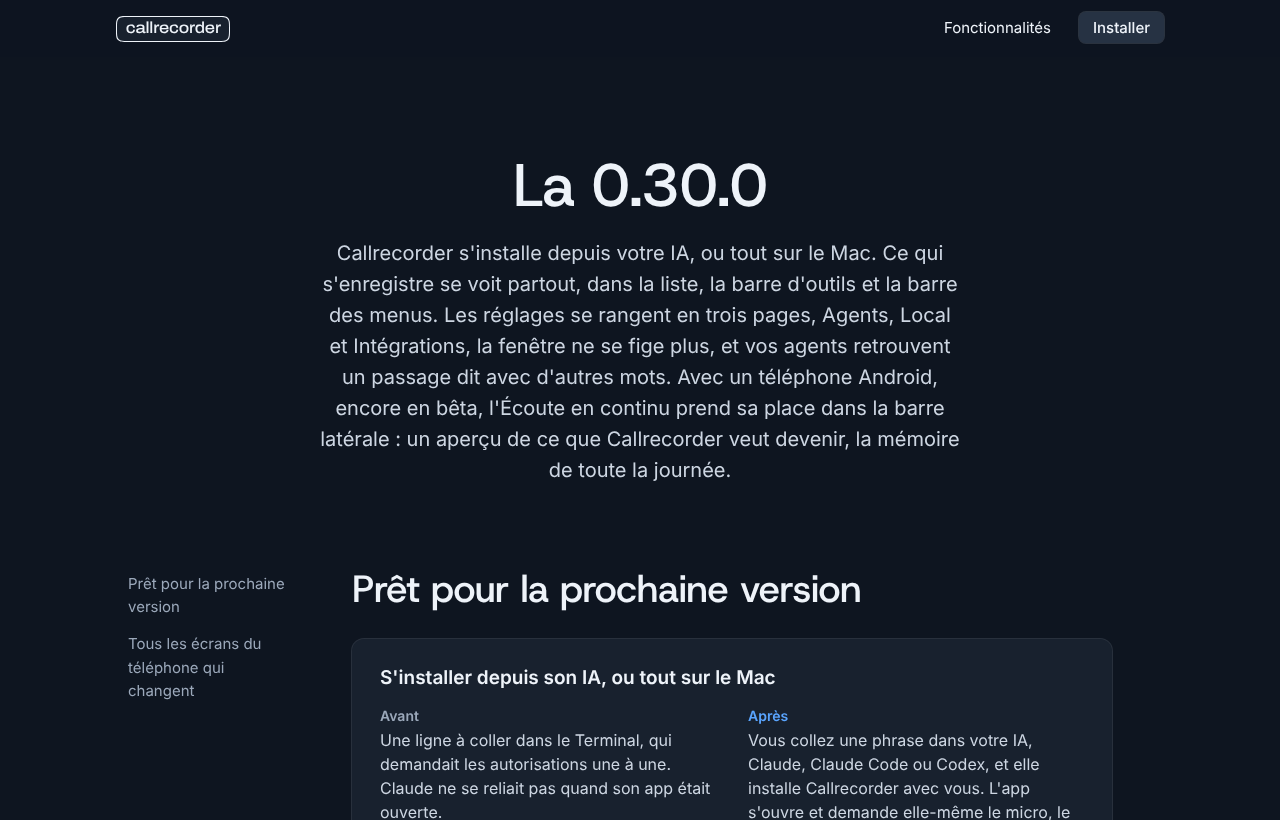 callrecorder
Fonctionnalités
Installer
La 0.30.0
Callrecorder s'installe depuis votre IA, ou tout sur le Mac. Ce qui
s'enregistre se voit partout, dans la liste, la barre d'outils et la barre
des menus. Les réglages se rangent en trois pages, Agents, Local
et Intégrations, la fenêtre ne se fige plus, et vos agents retrouvent
un passage dit avec d'autres mots. Avec un téléphone Android,
encore en bêta, l'Écoute en continu prend sa place dans la barre
latérale : un aperçu de ce que Callrecorder veut devenir, la mémoire
de toute la journée.
Prêt pour la prochaine
version
Tous les écrans du
téléphone qui
changent
Prêt pour la prochaine version
S'installer depuis son IA, ou tout sur le Mac
Avant
Une ligne à coller dans le Terminal, qui
demandait les autorisations une à une.
Claude ne se reliait pas quand son app était
ouverte.
Après
Vous collez une phrase dans votre IA,
Claude, Claude Code ou Codex, et elle
installe Callrecorder avec vous. L'app
s'ouvre et demande elle-même le micro, le